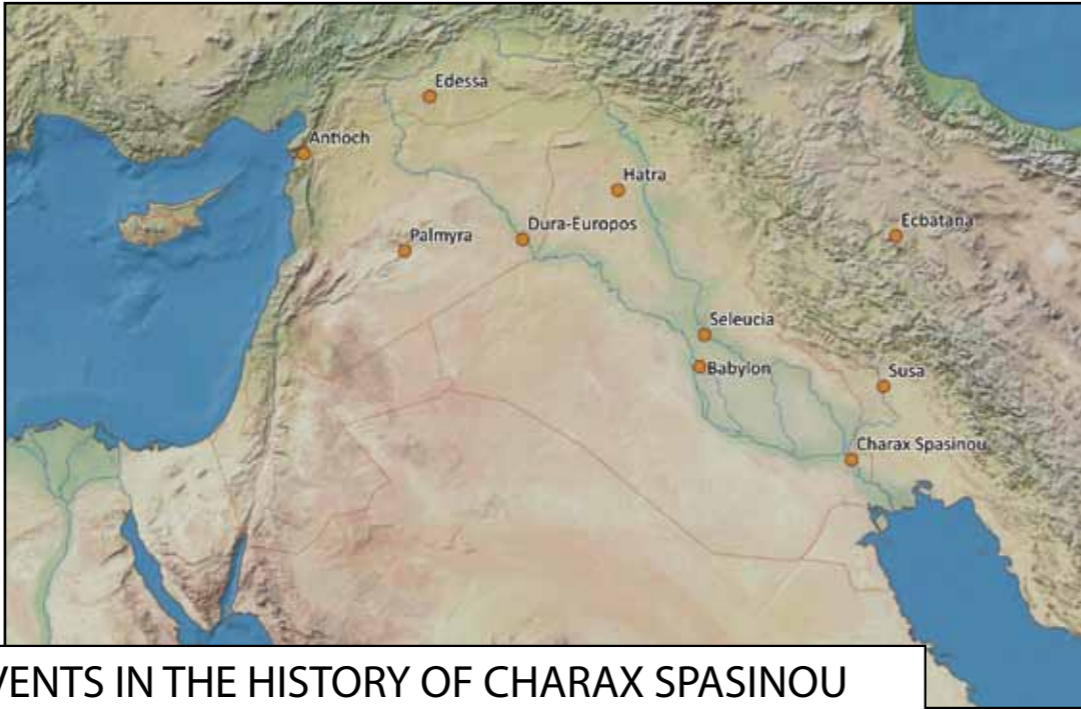 Edessa
Antioch
Hatra
Dura-Europos
Ecbatana
Palmyra
Seleucia
Babylon
Susa
Charax Spasinou
VENTS IN THE HISTORY OF CHARAX SPASINOU